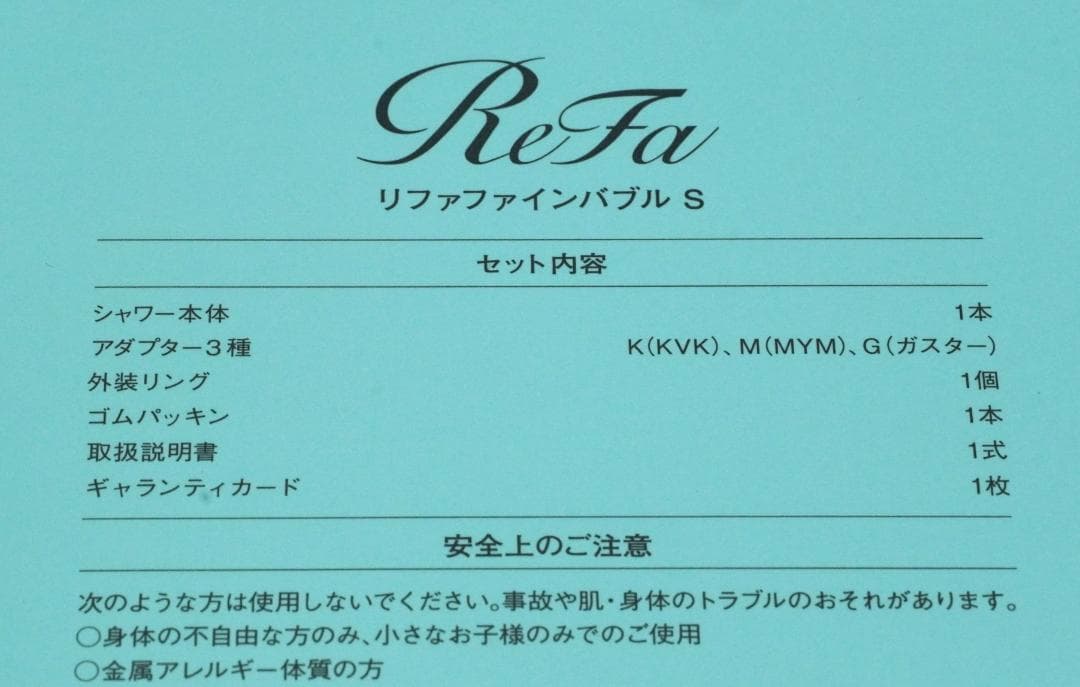 ReFa
リファファインバブル S
セット内容
シャワー本体 1本
アダプター3種 K(KVK)、M(MYM)、G(ガスター)
外装リング 1個
ゴムパッキン 1本
取扱説明書 1式
ギャランティカード 1枚
安全上のご注意
次のような方は使用しないでください。事故や肌・身体のトラブルのおそれがあります。
○身体の不自由な方のみ、小さなお子様のみでのご使用
○金属アレルギー体質の方